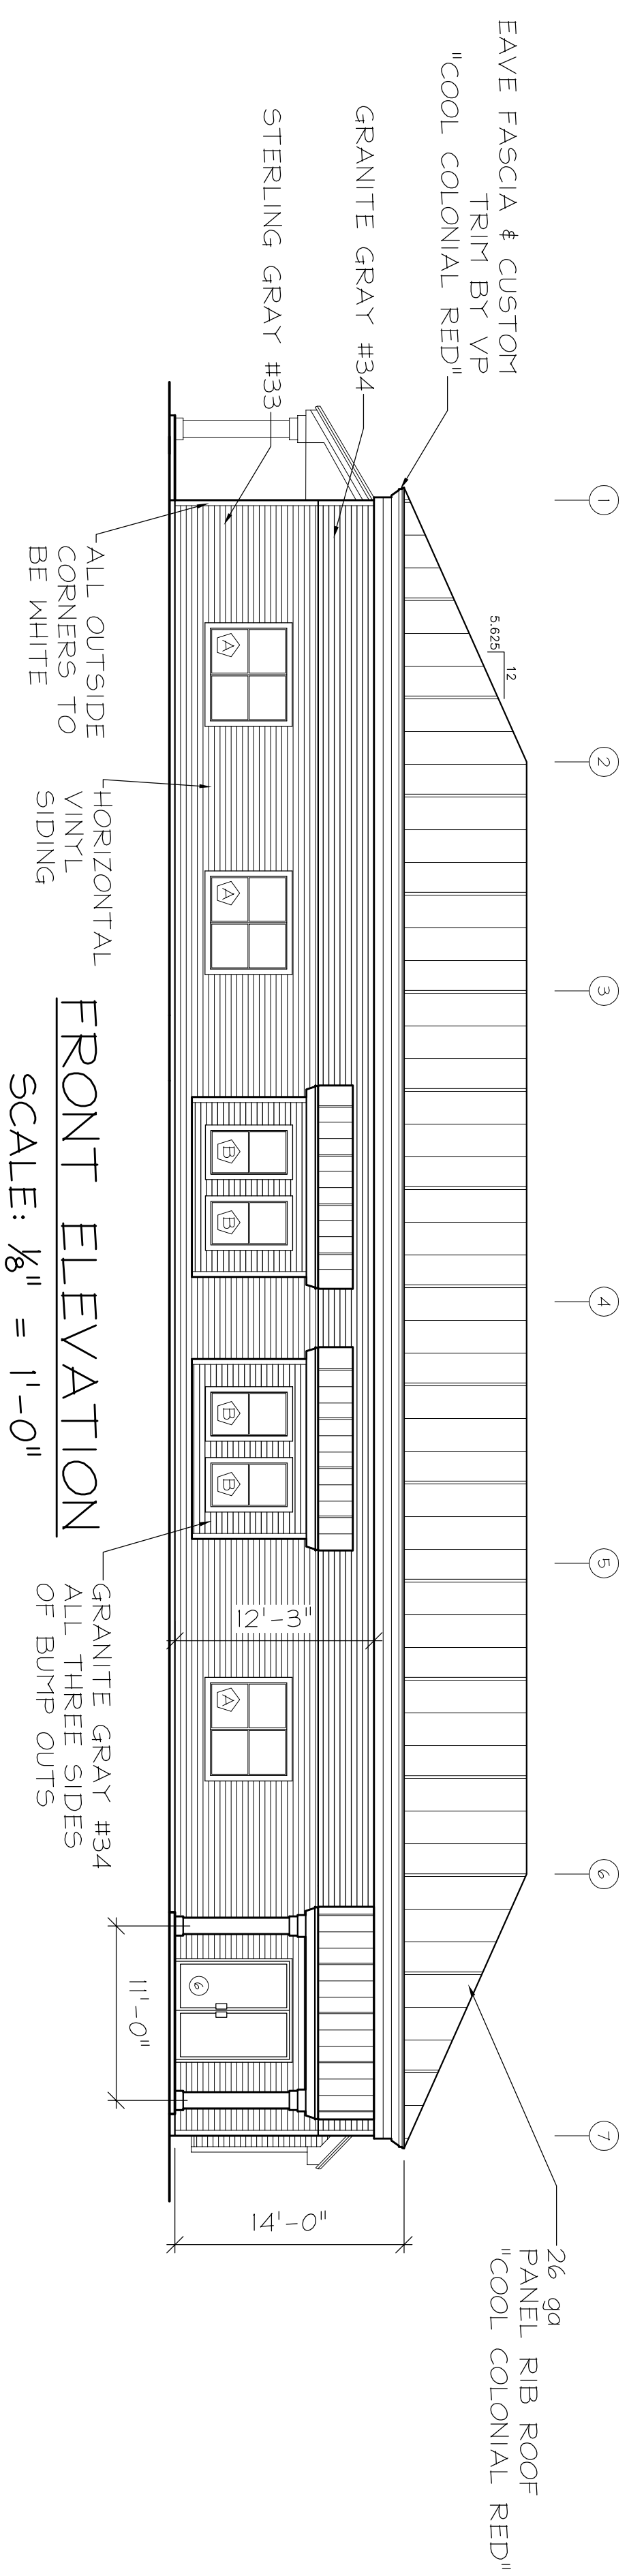 1
2
3
4
5
6
7
EAVE FASCIA & CUSTOM
TRIM BY VP
"COOL COLONIAL RED"
GRANITE GRAY #34
STERLING GRAY #33
12
5.625
26 ga
PANEL RIB ROOF
"COOL COLONIAL RED"
A
A
B
B
B
B
A
6
12'-3"
14'-0"
11'-0"
ALL OUTSIDE
CORNERS TO
BE WHITE
HORIZONTAL
VINYL
SIDING
GRANITE GRAY #34
ALL THREE SIDES
OF BUMP OUTS
FRONT ELEVATION
SCALE: ⅛" = 1'-0"